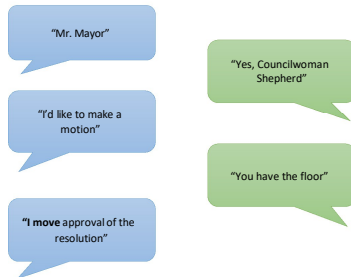 “Mr. Mayor”
“Yes, Councilwoman
Shepherd”
“I’d like to make a
motion”
“You have the floor”
“I move approval of the
resolution”